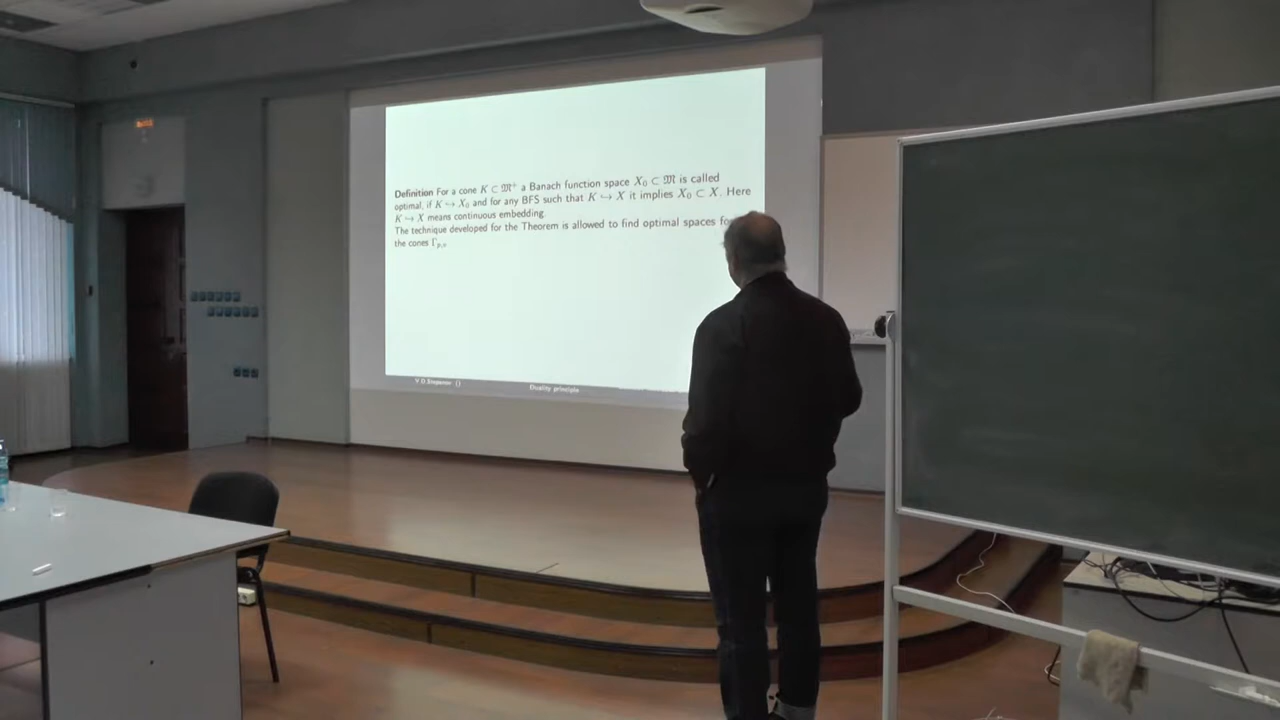 Definition For a cone K ⊂ 𝔐⁺ a Banach function space X₀ ⊂ 𝔐 is called
optimal, if K ↪ X₀ and for any BFS such that K ↪ X it implies X₀ ⊂ X. Here
K ↪ X means continuous embedding.
The technique developed for the Theorem is allowed to find optimal spaces for
the cones Γp,v
V D Stepanov () Duality principle